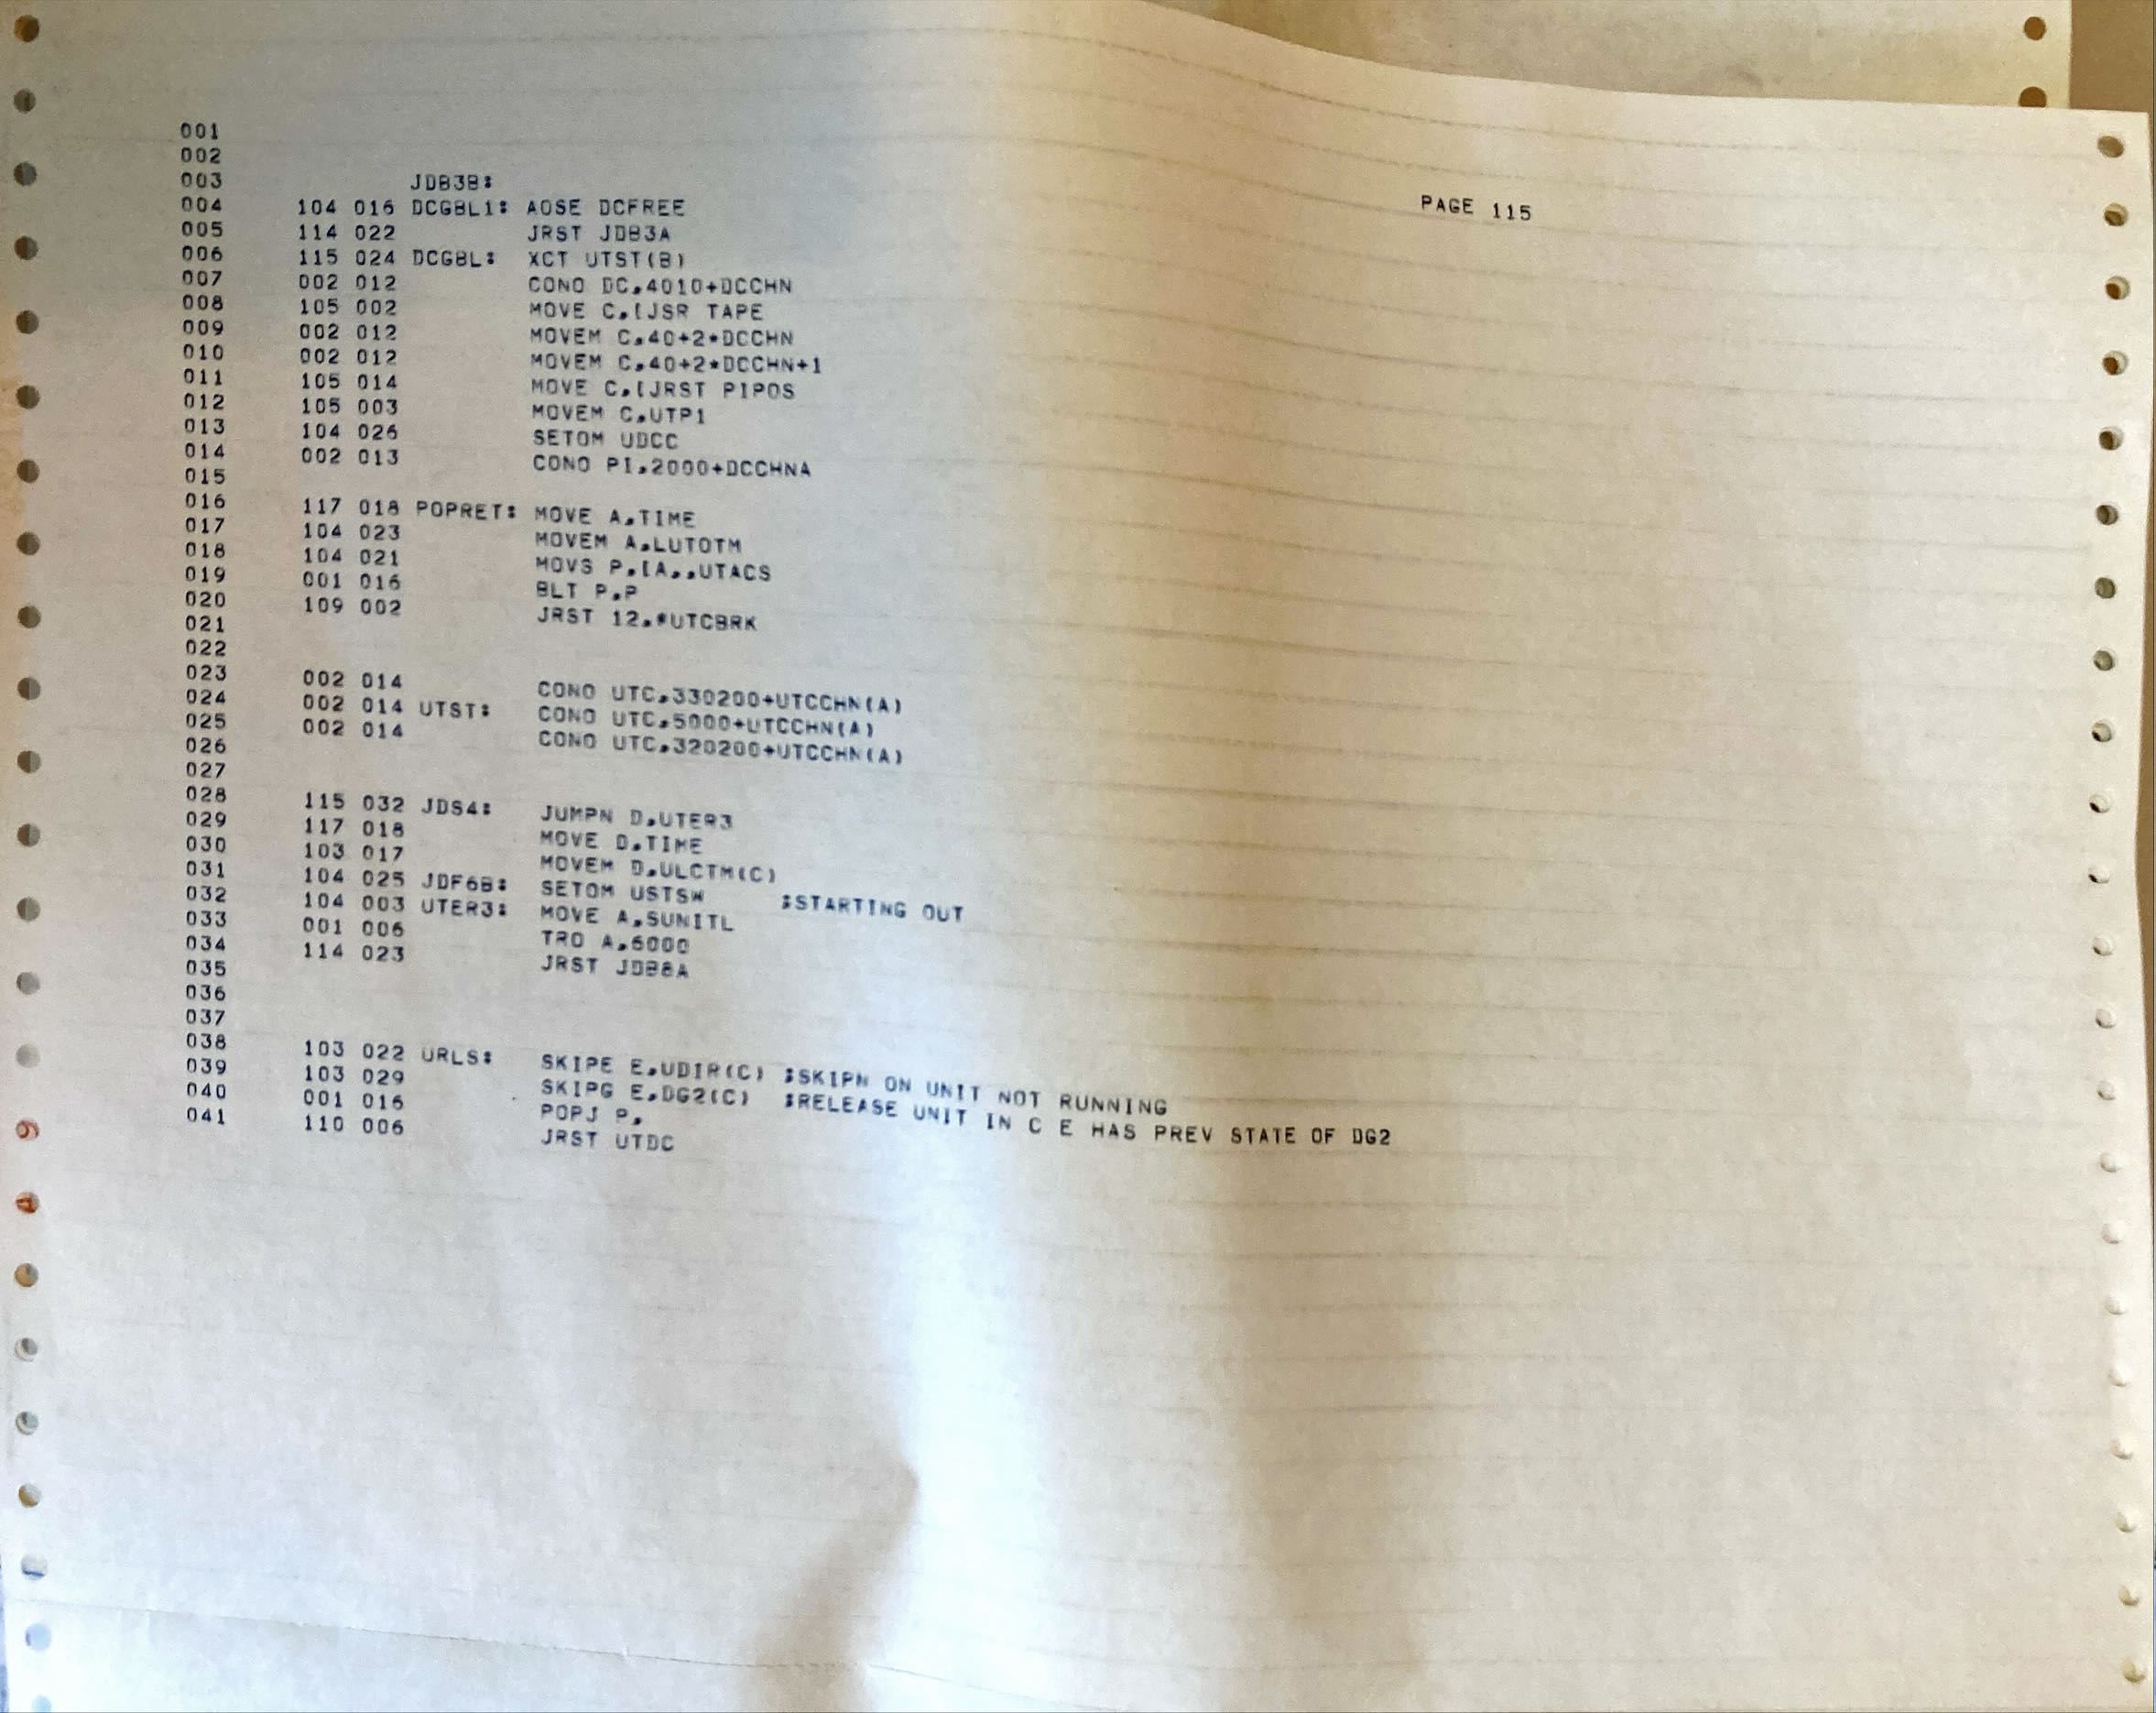 001 PAGE 115
002
003 JDB3B:
004 104 016 DCGBL1: AOSE DCFREE
005 114 022 JRST JDB3A
006 115 024 DCGBL: XCT UTST(B)
007 002 012 CONO DC,4010+DCCHN
008 105 002 MOVE C,[JSR TAPE
009 002 012 MOVEM C,40+2*DCCHN
010 002 012 MOVEM C,40+2*DCCHN+1
011 105 014 MOVE C,[JRST PIPOS
012 105 003 MOVEM C,UTP1
013 104 026 SETOM UDCC
014 002 013 CONO PI,2000+DCCHNA
015
016 117 018 POPRET: MOVE A,TIME
017 104 023 MOVEM A,LUTOTM
018 104 021 MOVS P,[A,,UTACS
019 001 016 BLT P,P
020 109 002 JRST 12,@UTCBRK
021
022
023 002 014 CONO UTC,330200+UTCCHN(A)
024 002 014 UTST: CONO UTC,5000+UTCCHN(A)
025 002 014 CONO UTC,320200+UTCCHN(A)
026
027
028 115 032 JDS4: JUMPN D,UTER3
029 117 018 MOVE D,TIME
030 103 017 MOVEM D,ULCTM(C)
031 104 025 JDF6B: SETOM USTSW ;STARTING OUT
032 104 003 UTER3: MOVE A,SUNITL
033 001 006 TRO A,6000
034 114 023 JRST JDB8A
035
036
037
038 103 022 URLS: SKIPE E,UDIR(C) ;SKIPN ON UNIT NOT RUNNING
039 103 029 SKIPG E,DG2(C) ;RELEASE UNIT IN C E HAS PREV STATE OF DG2
040 001 016 POPJ P,
041 110 006 JRST UTDC